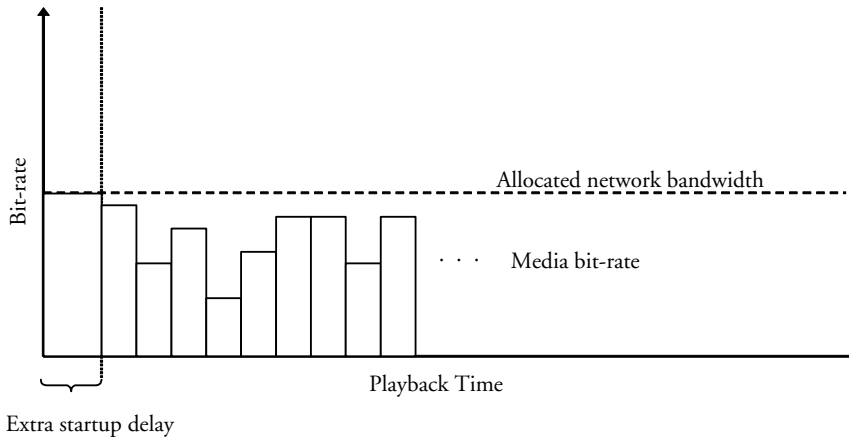 Allocated network bandwidth
Bit-rate
· · ·
Media bit-rate
Playback Time
Extra startup delay